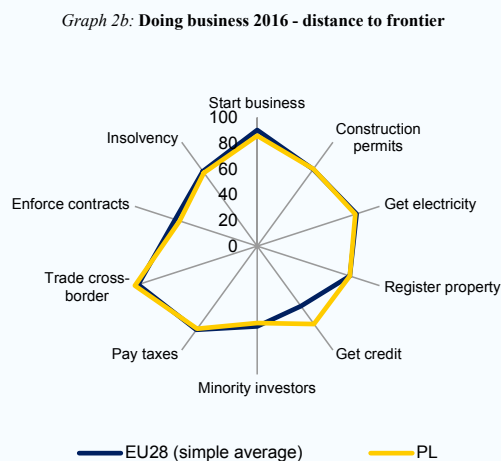 Graph 2b: Doing business 2016 - distance to frontier
Start business
Construction
permits
Get electricity
Register property
Get credit
Minority investors
Pay taxes
Trade cross-
border
Enforce contracts
Insolvency
100
80
60
40
20
0
EU28 (simple average)
PL